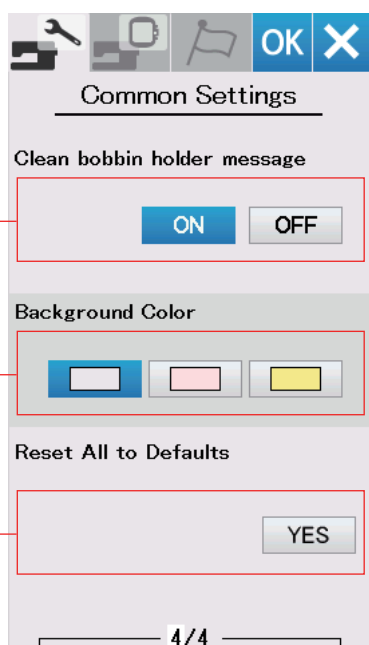 OK
Common Settings
Clean bobbin holder message
ON OFF
Background Color
Reset All to Defaults
YES
4/4